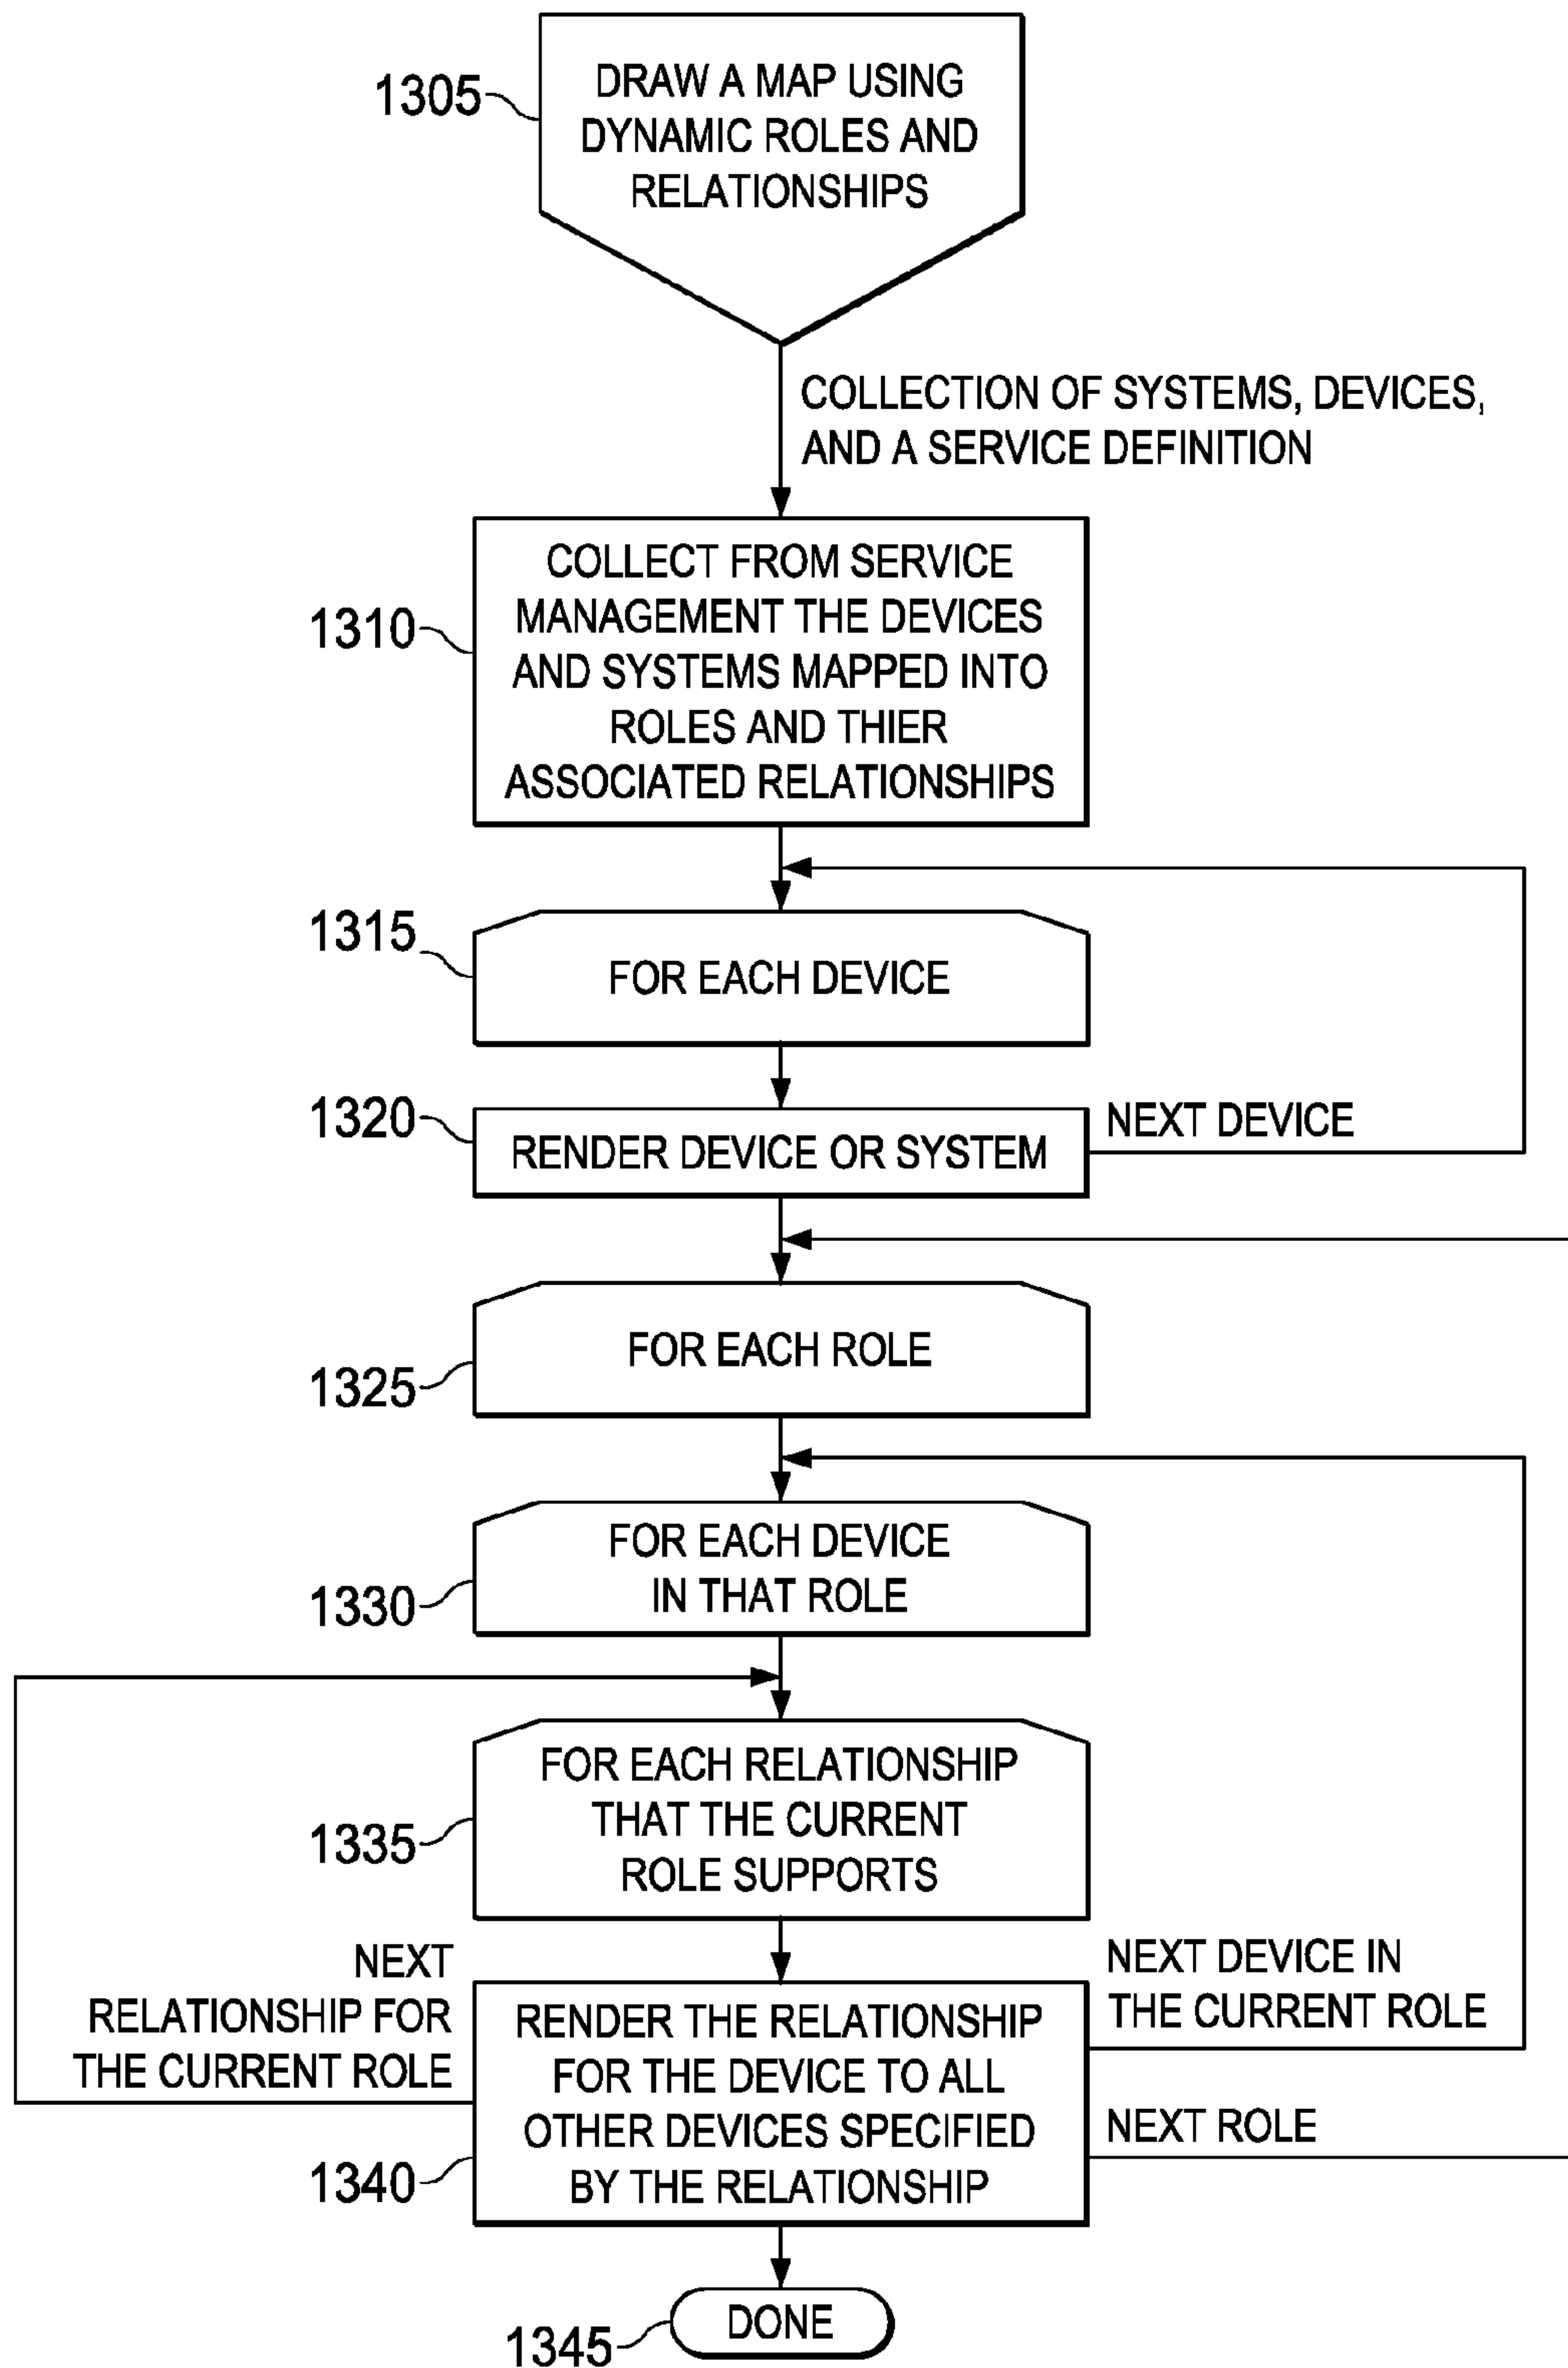 1305
DRAW A MAP USING
DYNAMIC ROLES AND
RELATIONSHIPS
COLLECTION OF SYSTEMS, DEVICES,
AND A SERVICE DEFINITION
1310
COLLECT FROM SERVICE
MANAGEMENT THE DEVICES
AND SYSTEMS MAPPED INTO
ROLES AND THIER
ASSOCIATED RELATIONSHIPS
1315
FOR EACH DEVICE
1320
RENDER DEVICE OR SYSTEM
NEXT DEVICE
1325
FOR EACH ROLE
1330
FOR EACH DEVICE
IN THAT ROLE
1335
FOR EACH RELATIONSHIP
THAT THE CURRENT
ROLE SUPPORTS
NEXT
RELATIONSHIP FOR
THE CURRENT ROLE
1340
RENDER THE RELATIONSHIP
FOR THE DEVICE TO ALL
OTHER DEVICES SPECIFIED
BY THE RELATIONSHIP
NEXT DEVICE IN
THE CURRENT ROLE
NEXT ROLE
1345
DONE